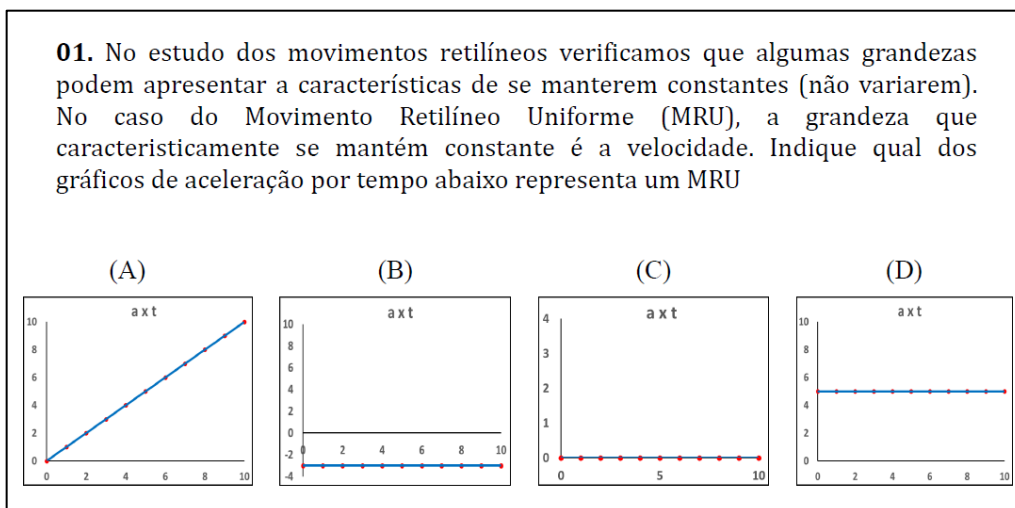 01. No estudo dos movimentos retilíneos verificamos que algumas grandezas
podem apresentar a características de se manterem constantes (não variarem).
No caso do Movimento Retilíneo Uniforme (MRU), a grandeza que
caracteristicamente se mantém constante é a velocidade. Indique qual dos
gráficos de aceleração por tempo abaixo representa um MRU
(A) (B) (C) (D)
a x t
10
8
6
4
2
0
0 2 4 6 8 10
a x t
10
8
6
4
2
0
-2
-4
0 2 4 6 8 10
a x t
4
3
2
1
0
0 5 10
a x t
10
8
6
4
2
0
0 2 4 6 8 10